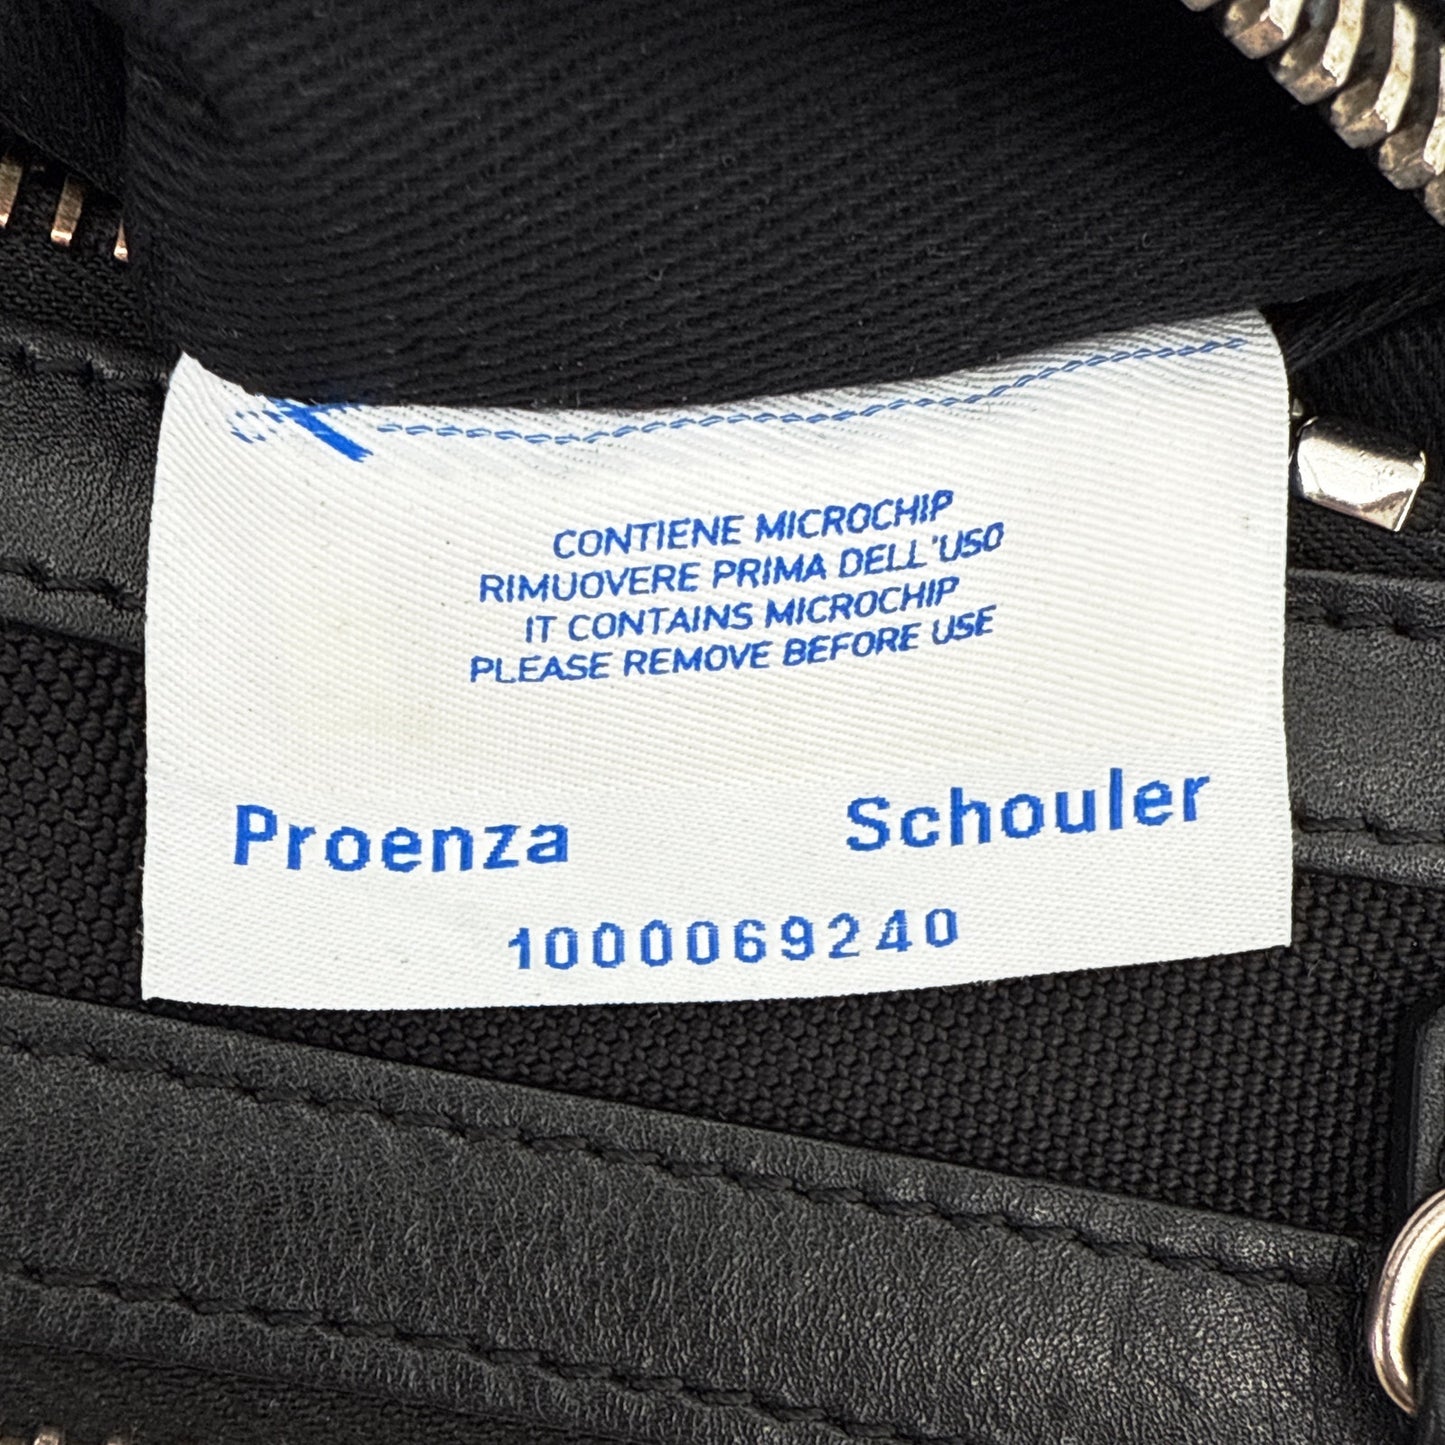 CONTIENE MICROCHIP
RIMUOVERE PRIMA DELL'USO
IT CONTAINS MICROCHIP
PLEASE REMOVE BEFORE USE
Proenza Schouler
1000069240